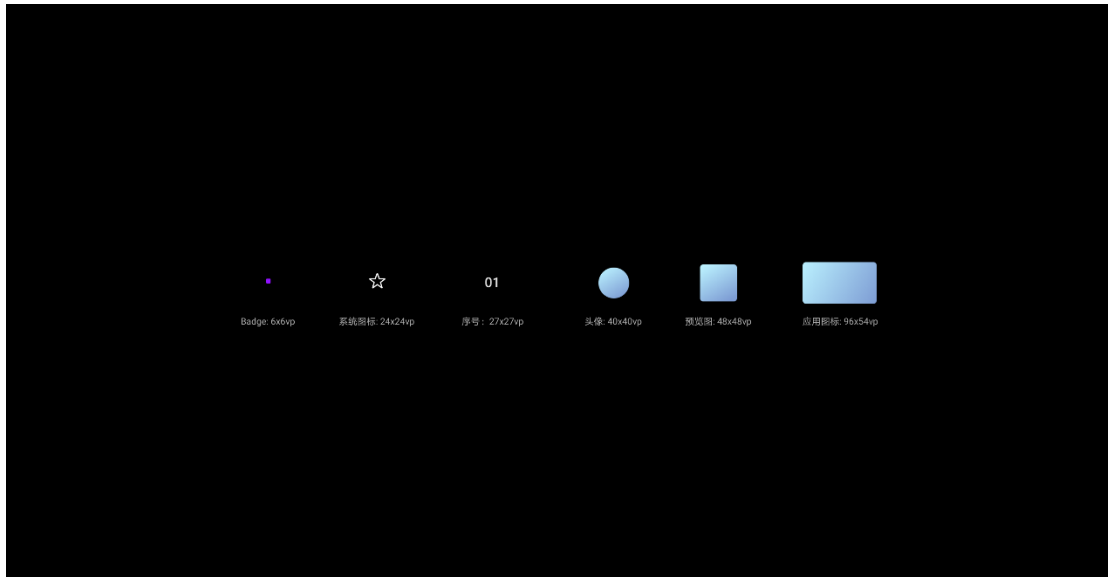 01
Badge: 6x6vp
系统图标: 24x24vp
序号：27x27vp
头像: 40x40vp
预览图: 48x48vp
应用图标: 96x54vp